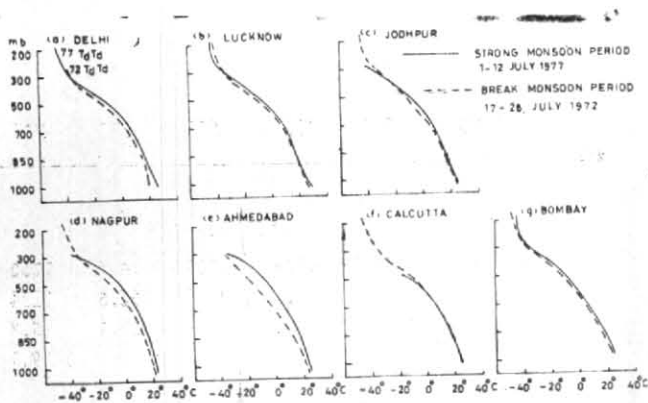 mb
(a) DELHI
77 TdTd
72 TdTd
(b) LUCKNOW
(c) JODHPUR
STRONG MONSOON PERIOD
1-12 JULY 1977
BREAK MONSOON PERIOD
17-26, JULY 1972
200
300
500
700
850
1000
(d) NAGPUR
(e) AHMEDABAD
(f) CALCUTTA
(g) BOMBAY
200
300
500
700
850
1000
-40° -20° 0° 20° 40°C
-40° -20° 0° 20° 40°C
-40° -20° 0° 20° 40°C
-40° -20° 0° 20° 40°C